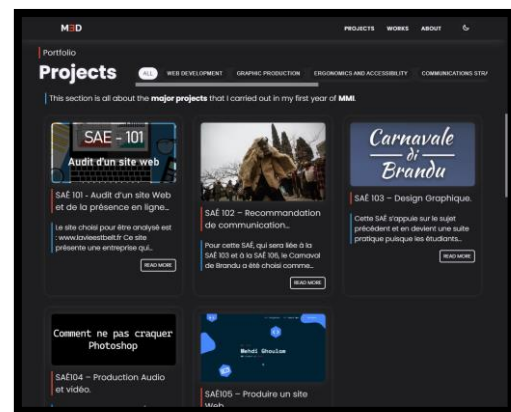 MED
PROJECTS WORKS ABOUT
Portfolio
Projects
ALL WEB DEVELOPMENT GRAPHIC PRODUCTION ERGONOMICS AND ACCESSIBILITY COMMUNICATIONS STRA
This section is all about the major projects that I carried out in my first year of MMI.
SAÉ - 101
Audit d'un site web
SAÉ 101 - Audit d'un site Web
et de la présence en ligne...
Le site choisi pour être analysé est
: www.lavieestbelt.fr Ce site
présente une entreprise qui...
READ MORE
SAÉ 102 – Recommandation
de communication...
Pour cette SAÉ, qui sera liée à la
SAÉ 103 et à la SAÉ 106, le Carnaval
de Brandu a été choisi comme...
READ MORE
Carnavale
di
Brandu
SAÉ 103 – Design Graphique.
Cette SAÉ s'appuie sur le sujet
précédent et en devient une suite
pratique puisque les étudiants...
READ MORE
Comment ne pas craquer
Photoshop
SAÉ104 – Production Audio
et vidéo.
Mehdi Ghoulam
SAÉ105 – Produire un site
Web